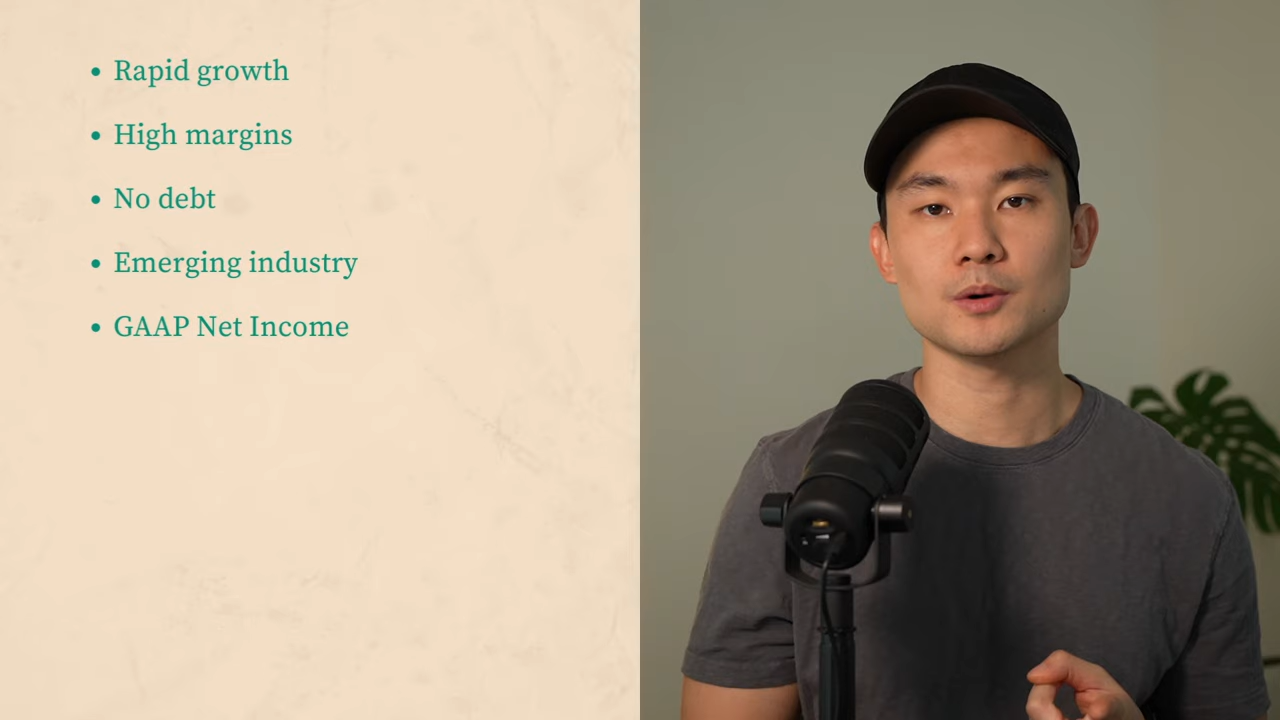 • Rapid growth
• High margins
• No debt
• Emerging industry
• GAAP Net Income